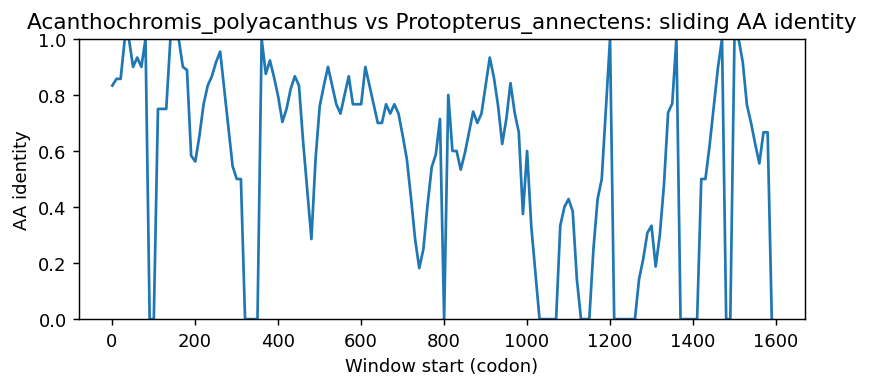 Acanthochromis_polyacanthus vs Protopterus_annectens: sliding AA identity
AA identity
1.0
0.8
0.6
0.4
0.2
0.0
0 200 400 600 800 1000 1200 1400 1600
Window start (codon)